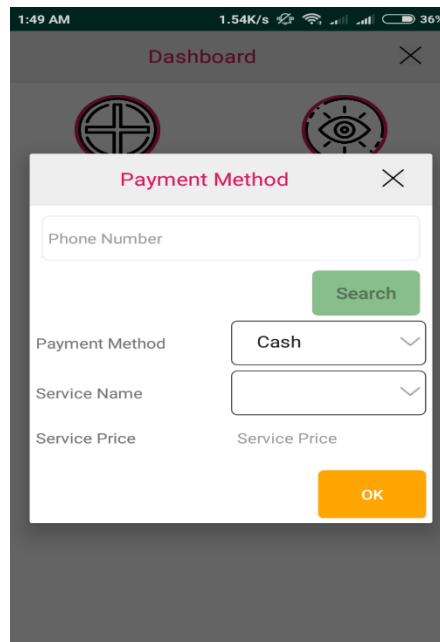 1:49 AM 1.54K/s 36%
Dashboard
Payment Method
Phone Number
Search
Payment Method Cash
Service Name
Service Price Service Price
OK